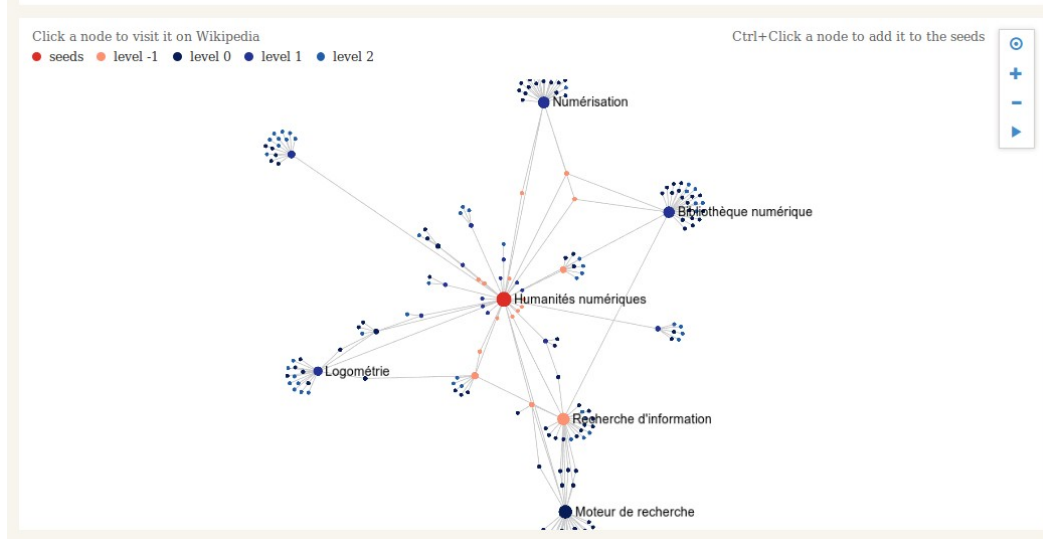 Click a node to visit it on Wikipedia
Ctrl+Click a node to add it to the seeds
seeds level -1 level 0 level 1 level 2
Numérisation
Bibliothèque numérique
Humanités numériques
Logométrie
Recherche d'information
Moteur de recherche